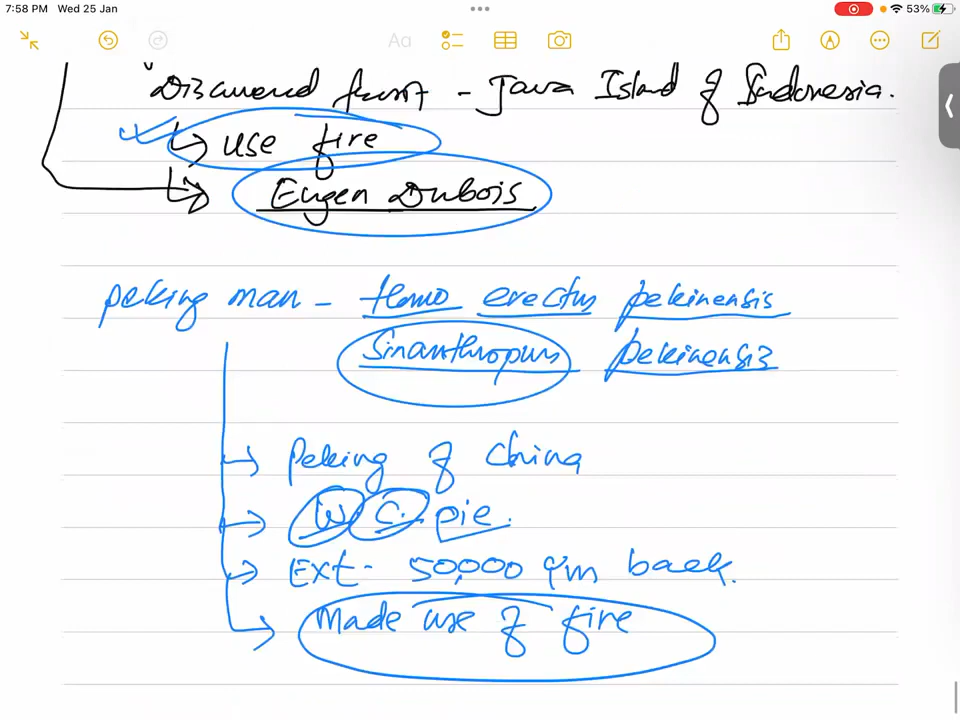 7:58 PM Wed 25 Jan
53%
Aa
Discovered first - Java Island of Indonesia.
use fire
Eugen Dubois
peking man - Homo erectus pekinensis
Sinanthropus pekinensis
Peking of China
W. C. pie.
Ext- 50,000 back.
Made use of fire